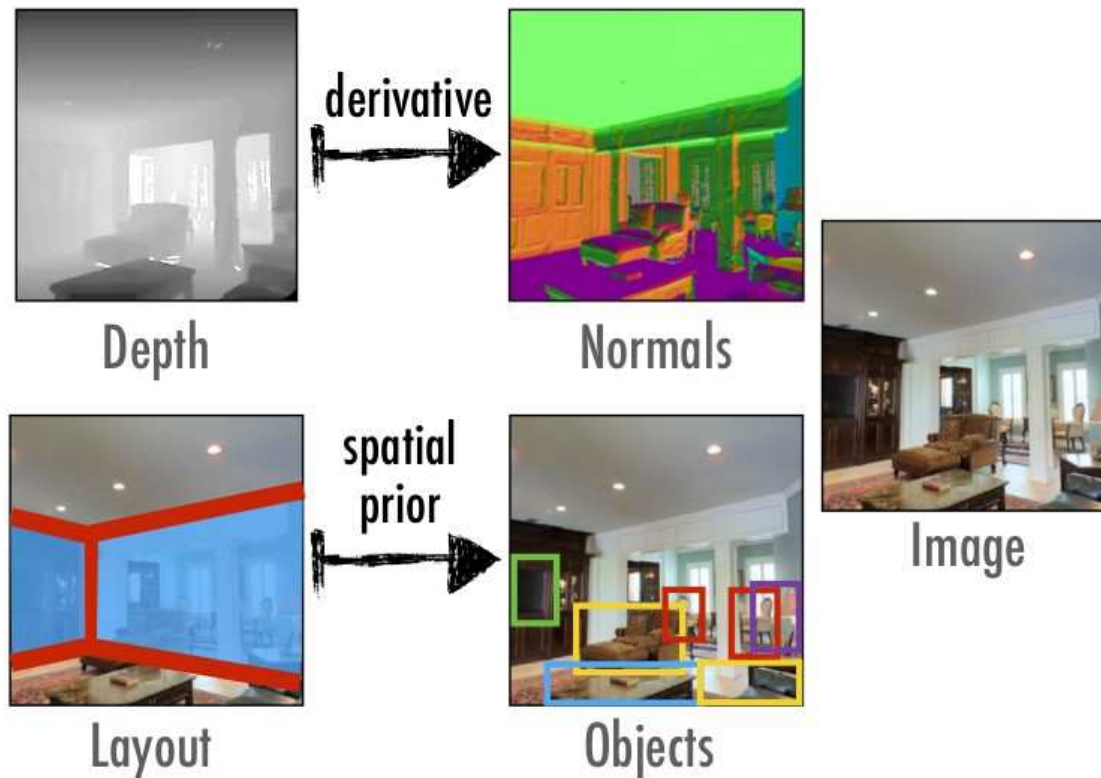 derivative
Depth
Normals
spatial
prior
Image
Layout
Objects